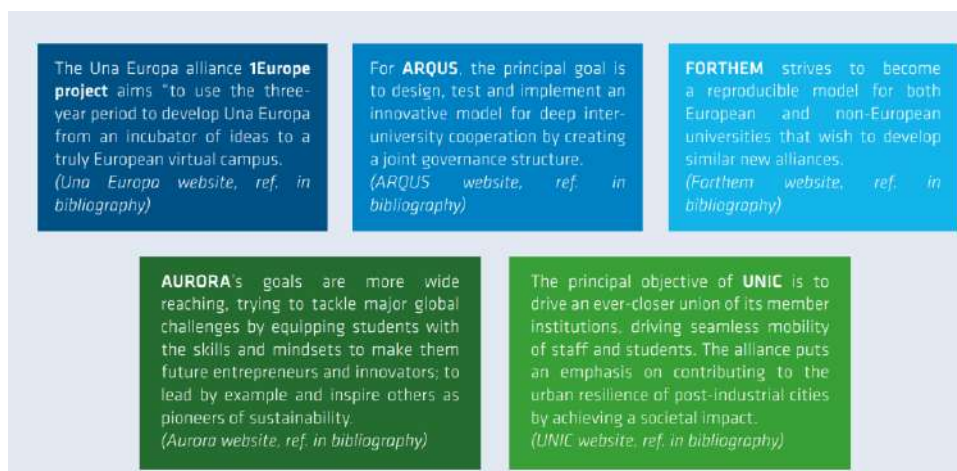 The Una Europa alliance 1Europe
project aims "to use the three-
year period to develop Una Europa
from an incubator of ideas to a
truly European virtual campus.
(Una Europa website, ref. in
bibliography)
For ARQUS, the principal goal is
to design, test and implement an
innovative model for deep inter-
university cooperation by creating
a joint governance structure.
(ARQUS website, ref. in
bibliography)
FORTHEM strives to become
a reproducible model for both
European and non-European
universities that wish to develop
similar new alliances.
(Forthem website, ref. in
bibliography)
AURORA's goals are more wide
reaching, trying to tackle major global
challenges by equipping students with
the skills and mindsets to make them
future entrepreneurs and innovators; to
lead by example and inspire others as
pioneers of sustainability.
(Aurora website, ref. in bibliography)
The principal objective of UNIC is to
drive an ever-closer union of its member
institutions, driving seamless mobility
of staff and students. The alliance puts
an emphasis on contributing to the
urban resilience of post-industrial cities
by achieving a societal impact.
(UNIC website, ref. in bibliography)